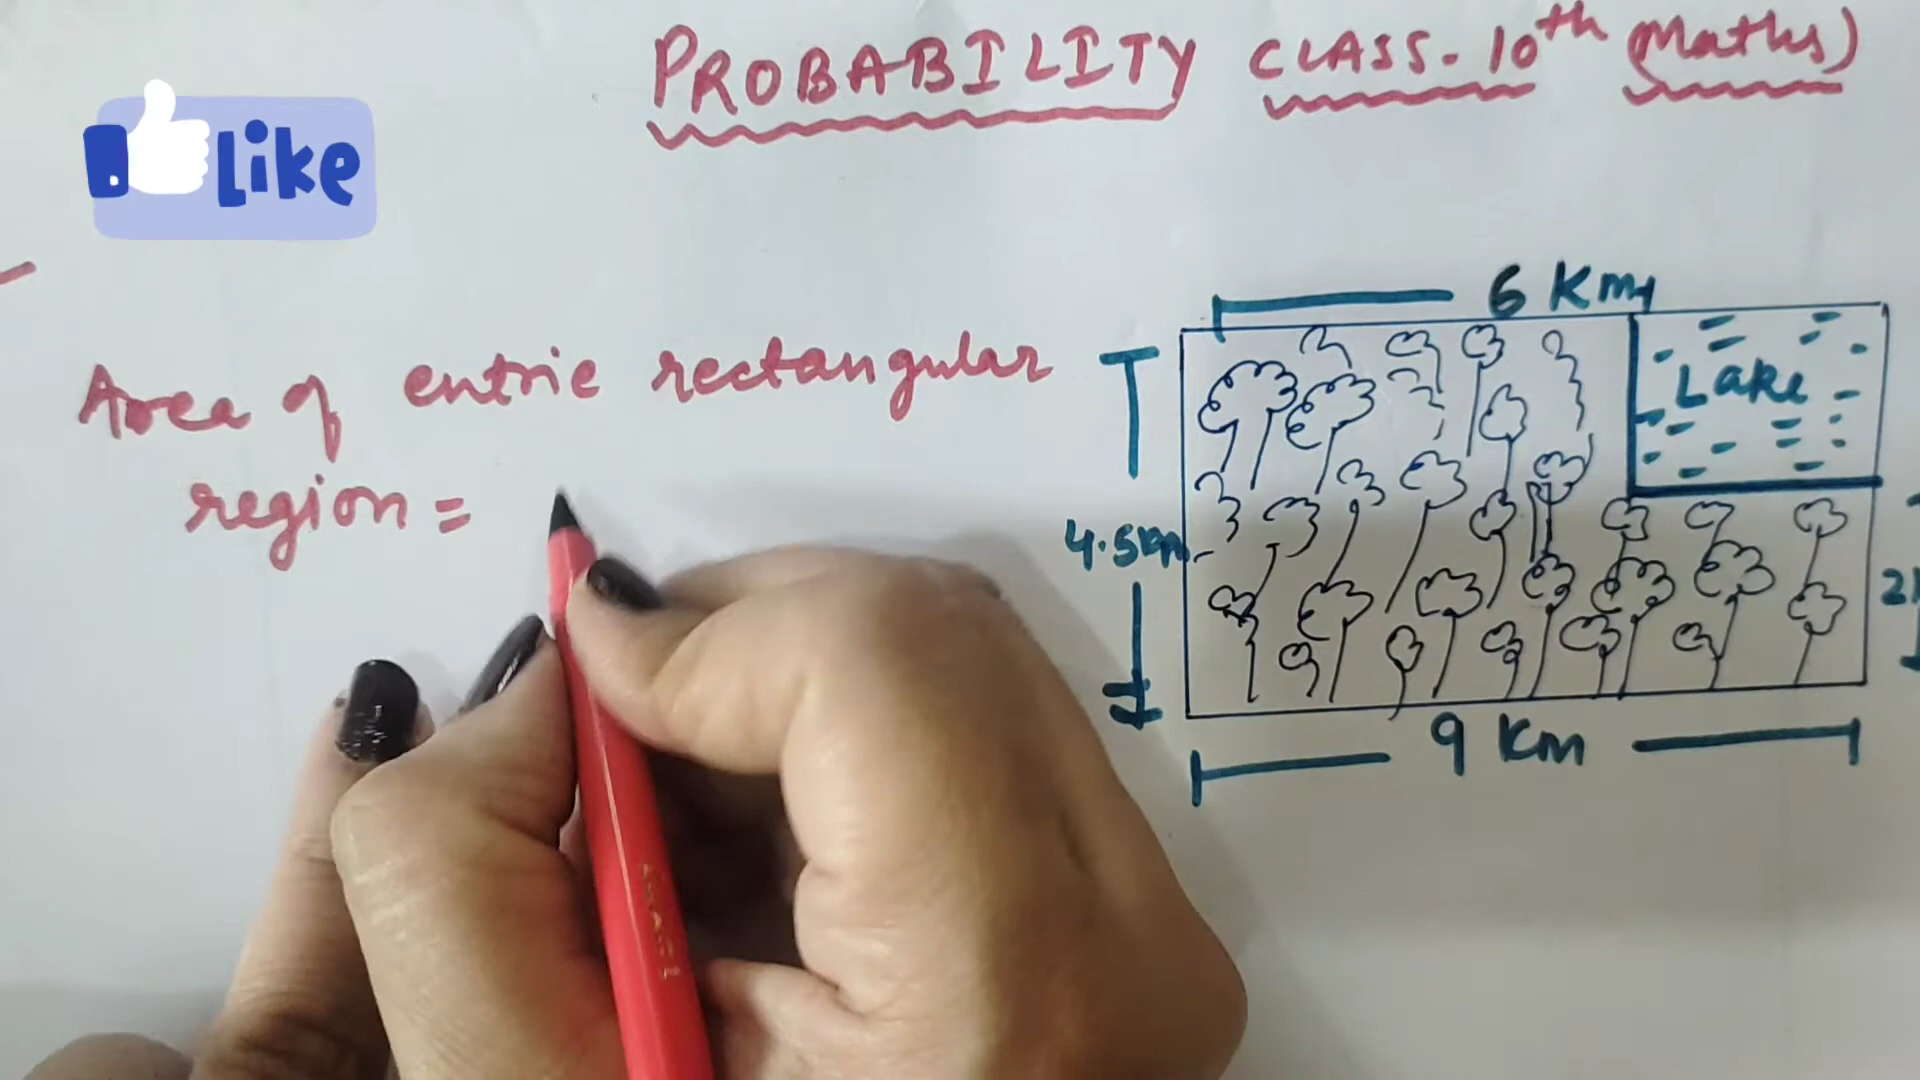 PROBABILITY CLASS. 10th (Maths)
Like
6 Km
Area of entrie rectangular
region =
Lake
4.5km
9 Km